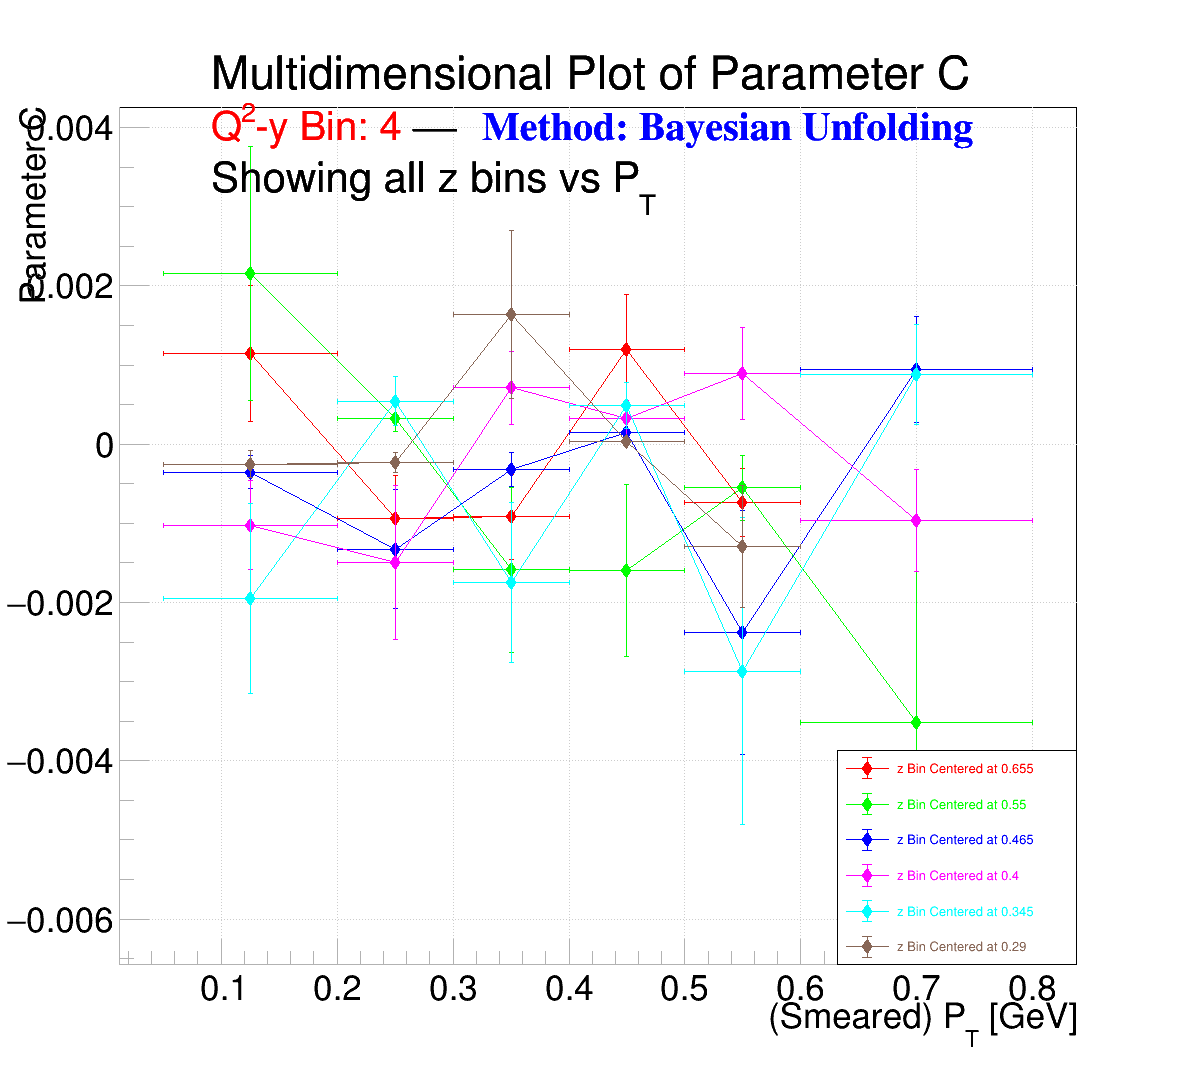 Multidimensional Plot of Parameter C
Q²-y Bin: 4 — Method: Bayesian Unfolding
Showing all z bins vs P_T
Parameter C
0.004
0.002
0
−0.002
−0.004
−0.006
z Bin Centered at 0.655
z Bin Centered at 0.55
z Bin Centered at 0.465
z Bin Centered at 0.4
z Bin Centered at 0.345
z Bin Centered at 0.29
0.1 0.2 0.3 0.4 0.5 0.6 0.7 0.8
(Smeared) P_T [GeV]